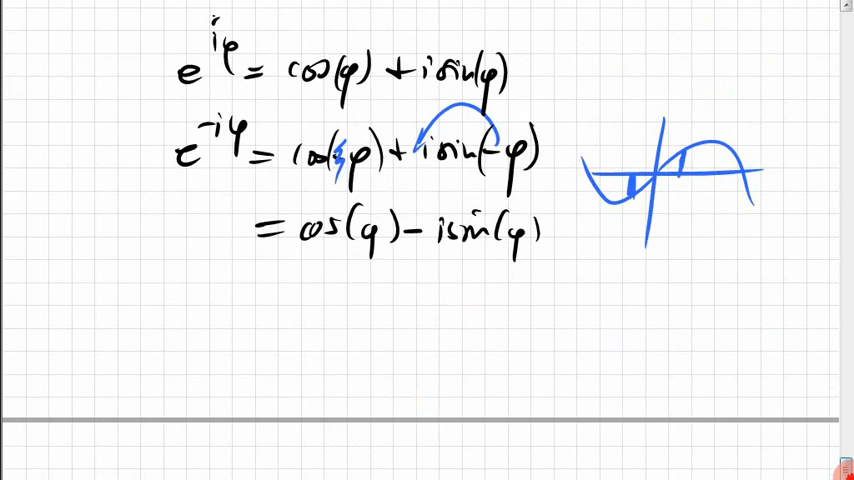 e^{iφ} = cos(φ) + i sin(φ)
e^{-iφ} = cos(-φ) + i sin(-φ)
= cos(φ) - i sin(φ)